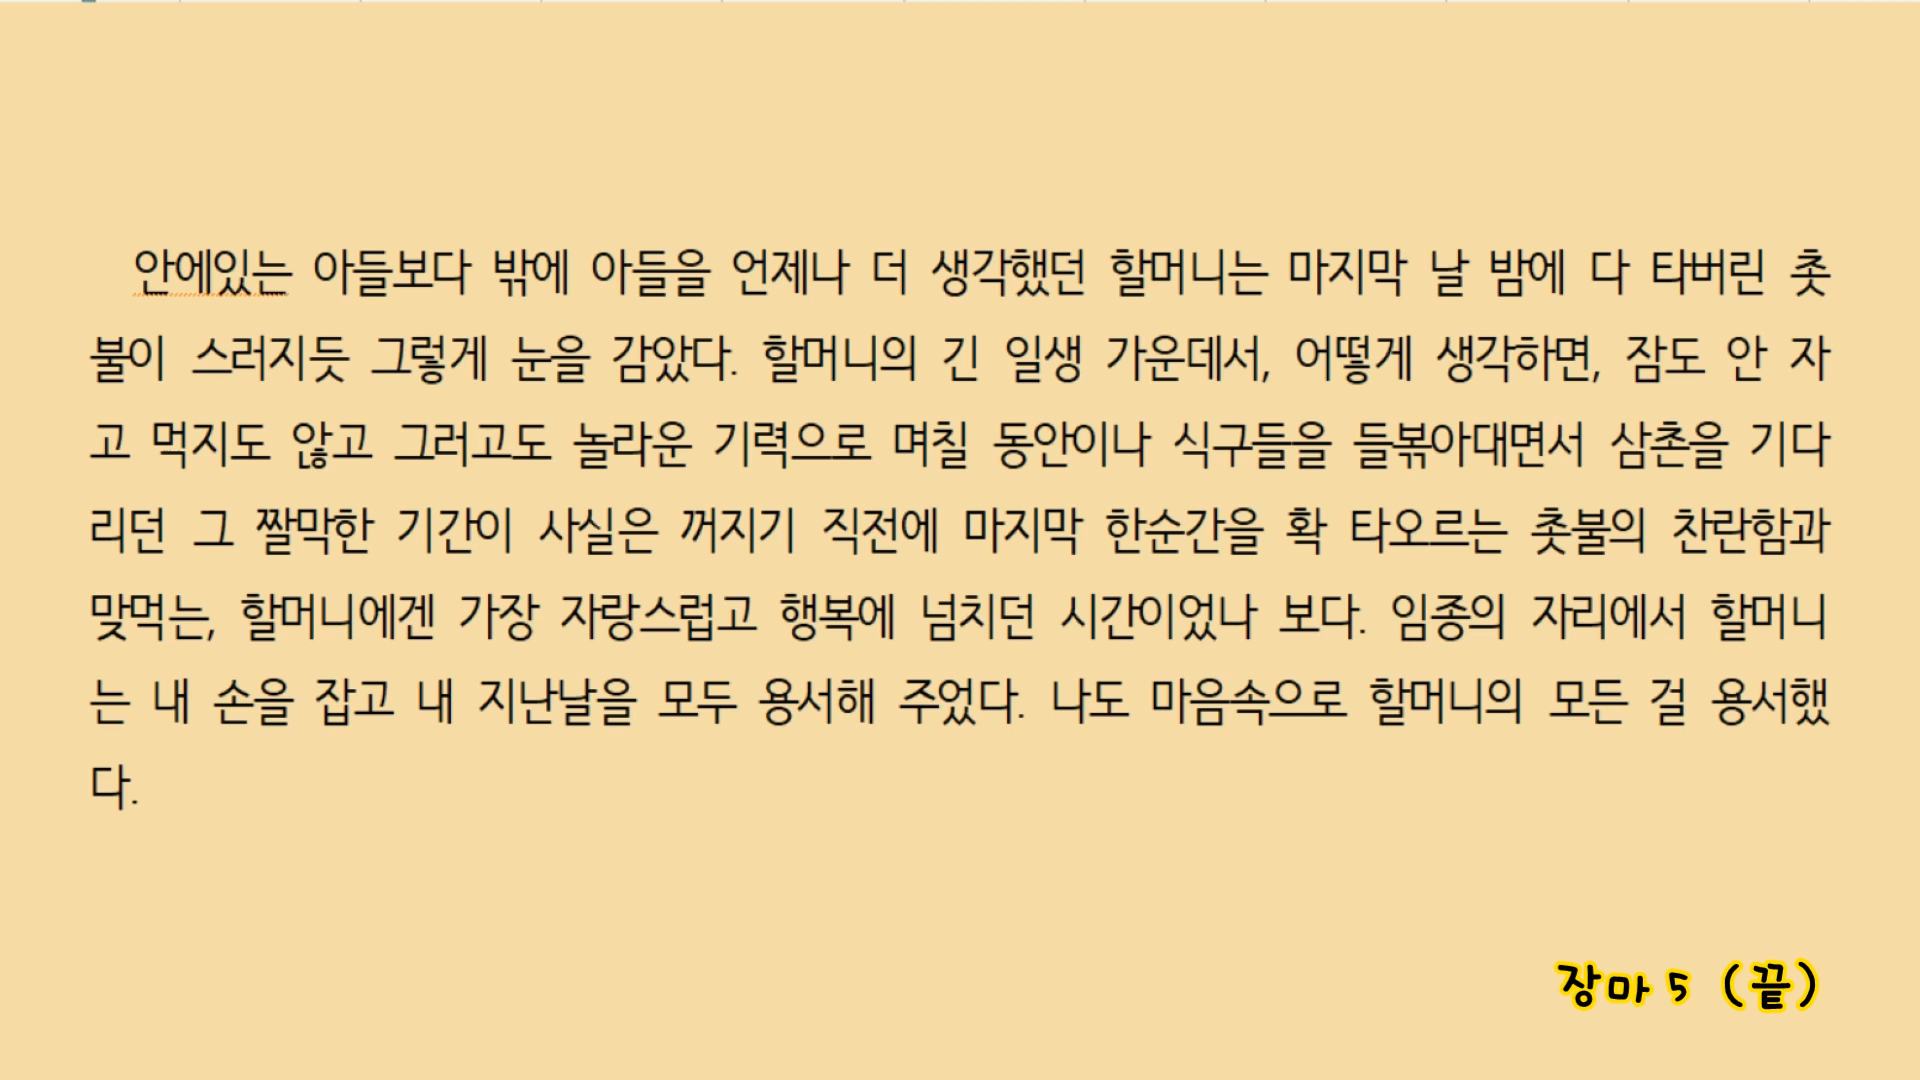 안에있는 아들보다 밖에 아들을 언제나 더 생각했던 할머니는 마지막 날 밤에 다 타버린 촛
불이 스러지듯 그렇게 눈을 감았다. 할머니의 긴 일생 가운데서, 어떻게 생각하면, 잠도 안 자
고 먹지도 않고 그러고도 놀라운 기력으로 며칠 동안이나 식구들을 들볶아대면서 삼촌을 기다
리던 그 짤막한 기간이 사실은 꺼지기 직전에 마지막 한순간을 확 타오르는 촛불의 찬란함과
맞먹는, 할머니에겐 가장 자랑스럽고 행복에 넘치던 시간이었나 보다. 임종의 자리에서 할머니
는 내 손을 잡고 내 지난날을 모두 용서해 주었다. 나도 마음속으로 할머니의 모든 걸 용서했
다.
장마 5 (끝)